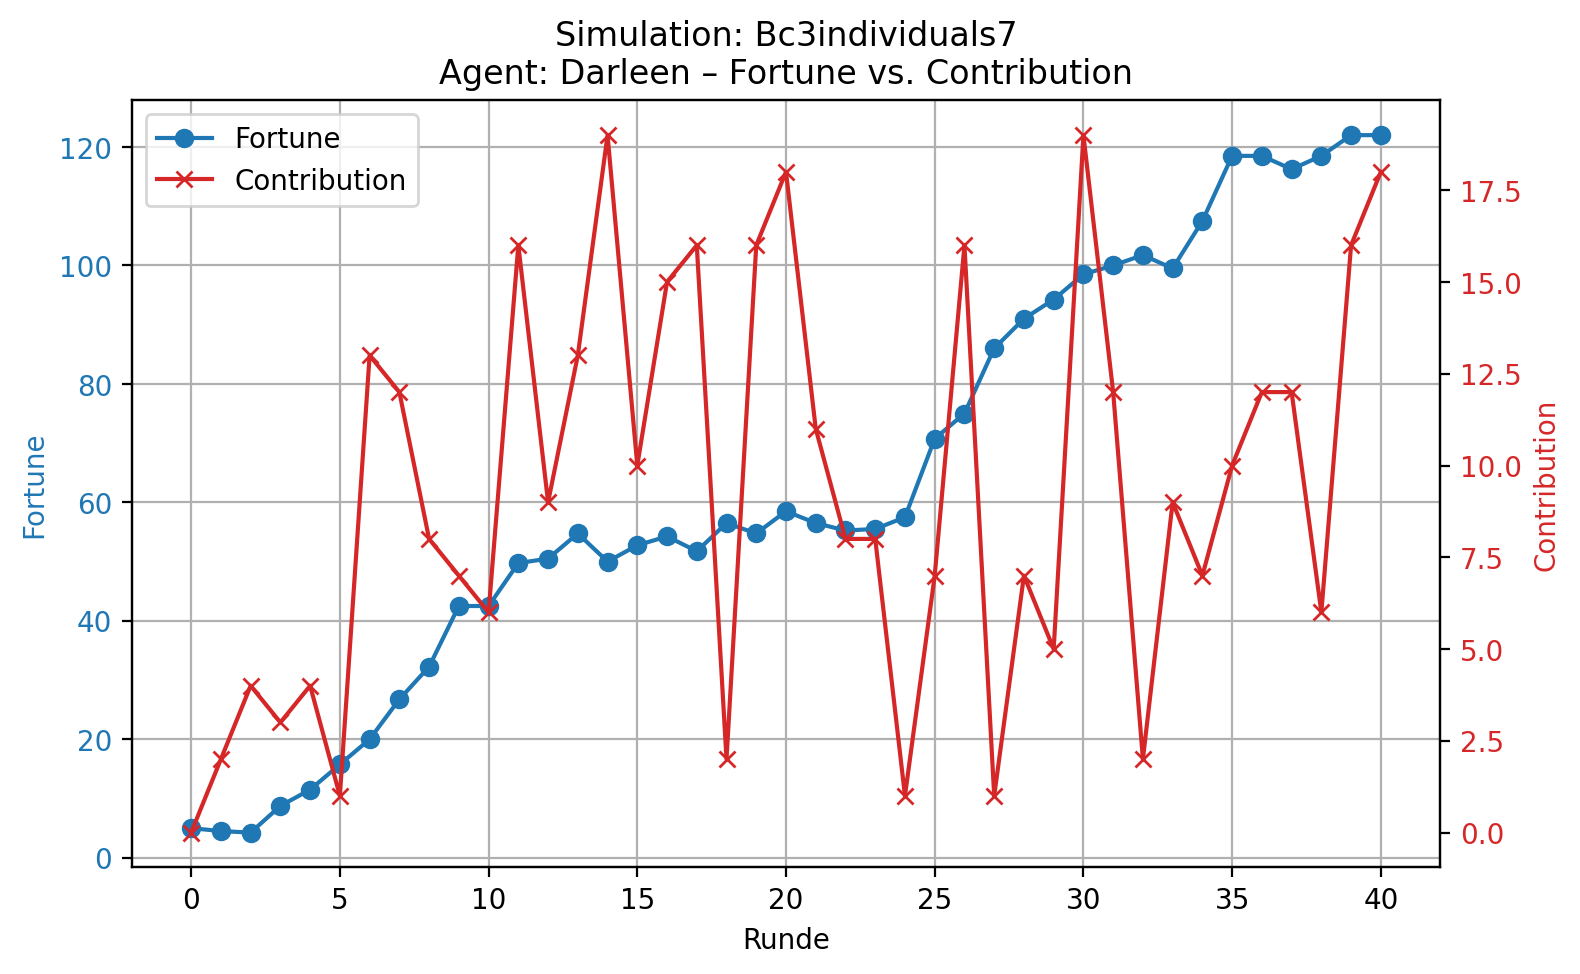 Simulation: Bc3individuals7
Agent: Darleen – Fortune vs. Contribution
Fortune
Contribution
120
100
80
60
40
20
0
Fortune
17.5
15.0
12.5
10.0
7.5
5.0
2.5
0.0
Contribution
0 5 10 15 20 25 30 35 40
Runde